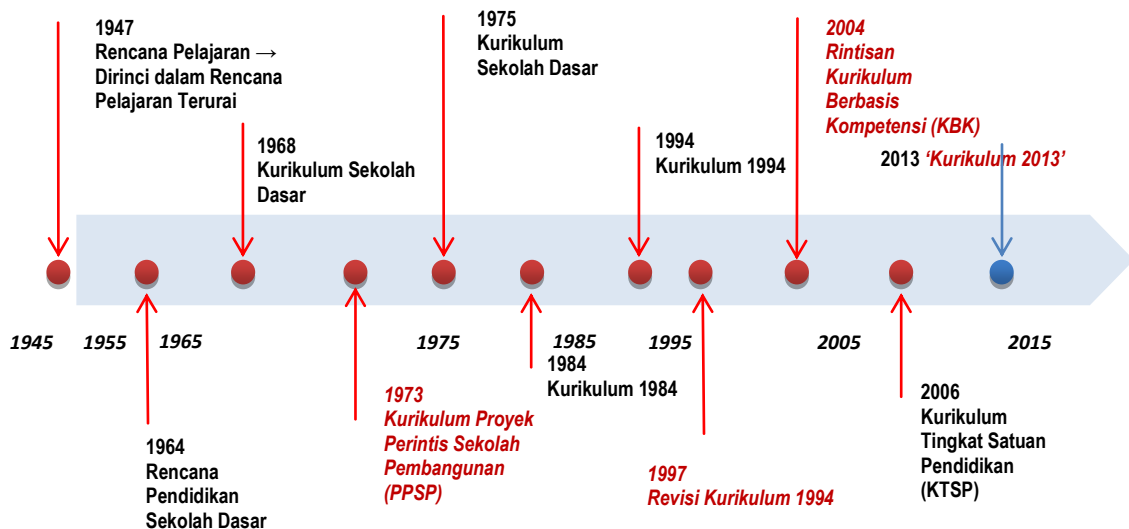 1947
Rencana Pelajaran →
Dirinci dalam Rencana
Pelajaran Terurai
1975
Kurikulum
Sekolah Dasar
2004
Rintisan
Kurikulum
Berbasis
Kompetensi (KBK)
1968
Kurikulum Sekolah
Dasar
1994
Kurikulum 1994
2013 ‘Kurikulum 2013’
1945 1955 1965 1975 1985 1995 2005 2015
1964
Rencana
Pendidikan
Sekolah Dasar
1973
Kurikulum Proyek
Perintis Sekolah
Pembangunan
(PPSP)
1984
Kurikulum 1984
1997
Revisi Kurikulum 1994
2006
Kurikulum
Tingkat Satuan
Pendidikan
(KTSP)